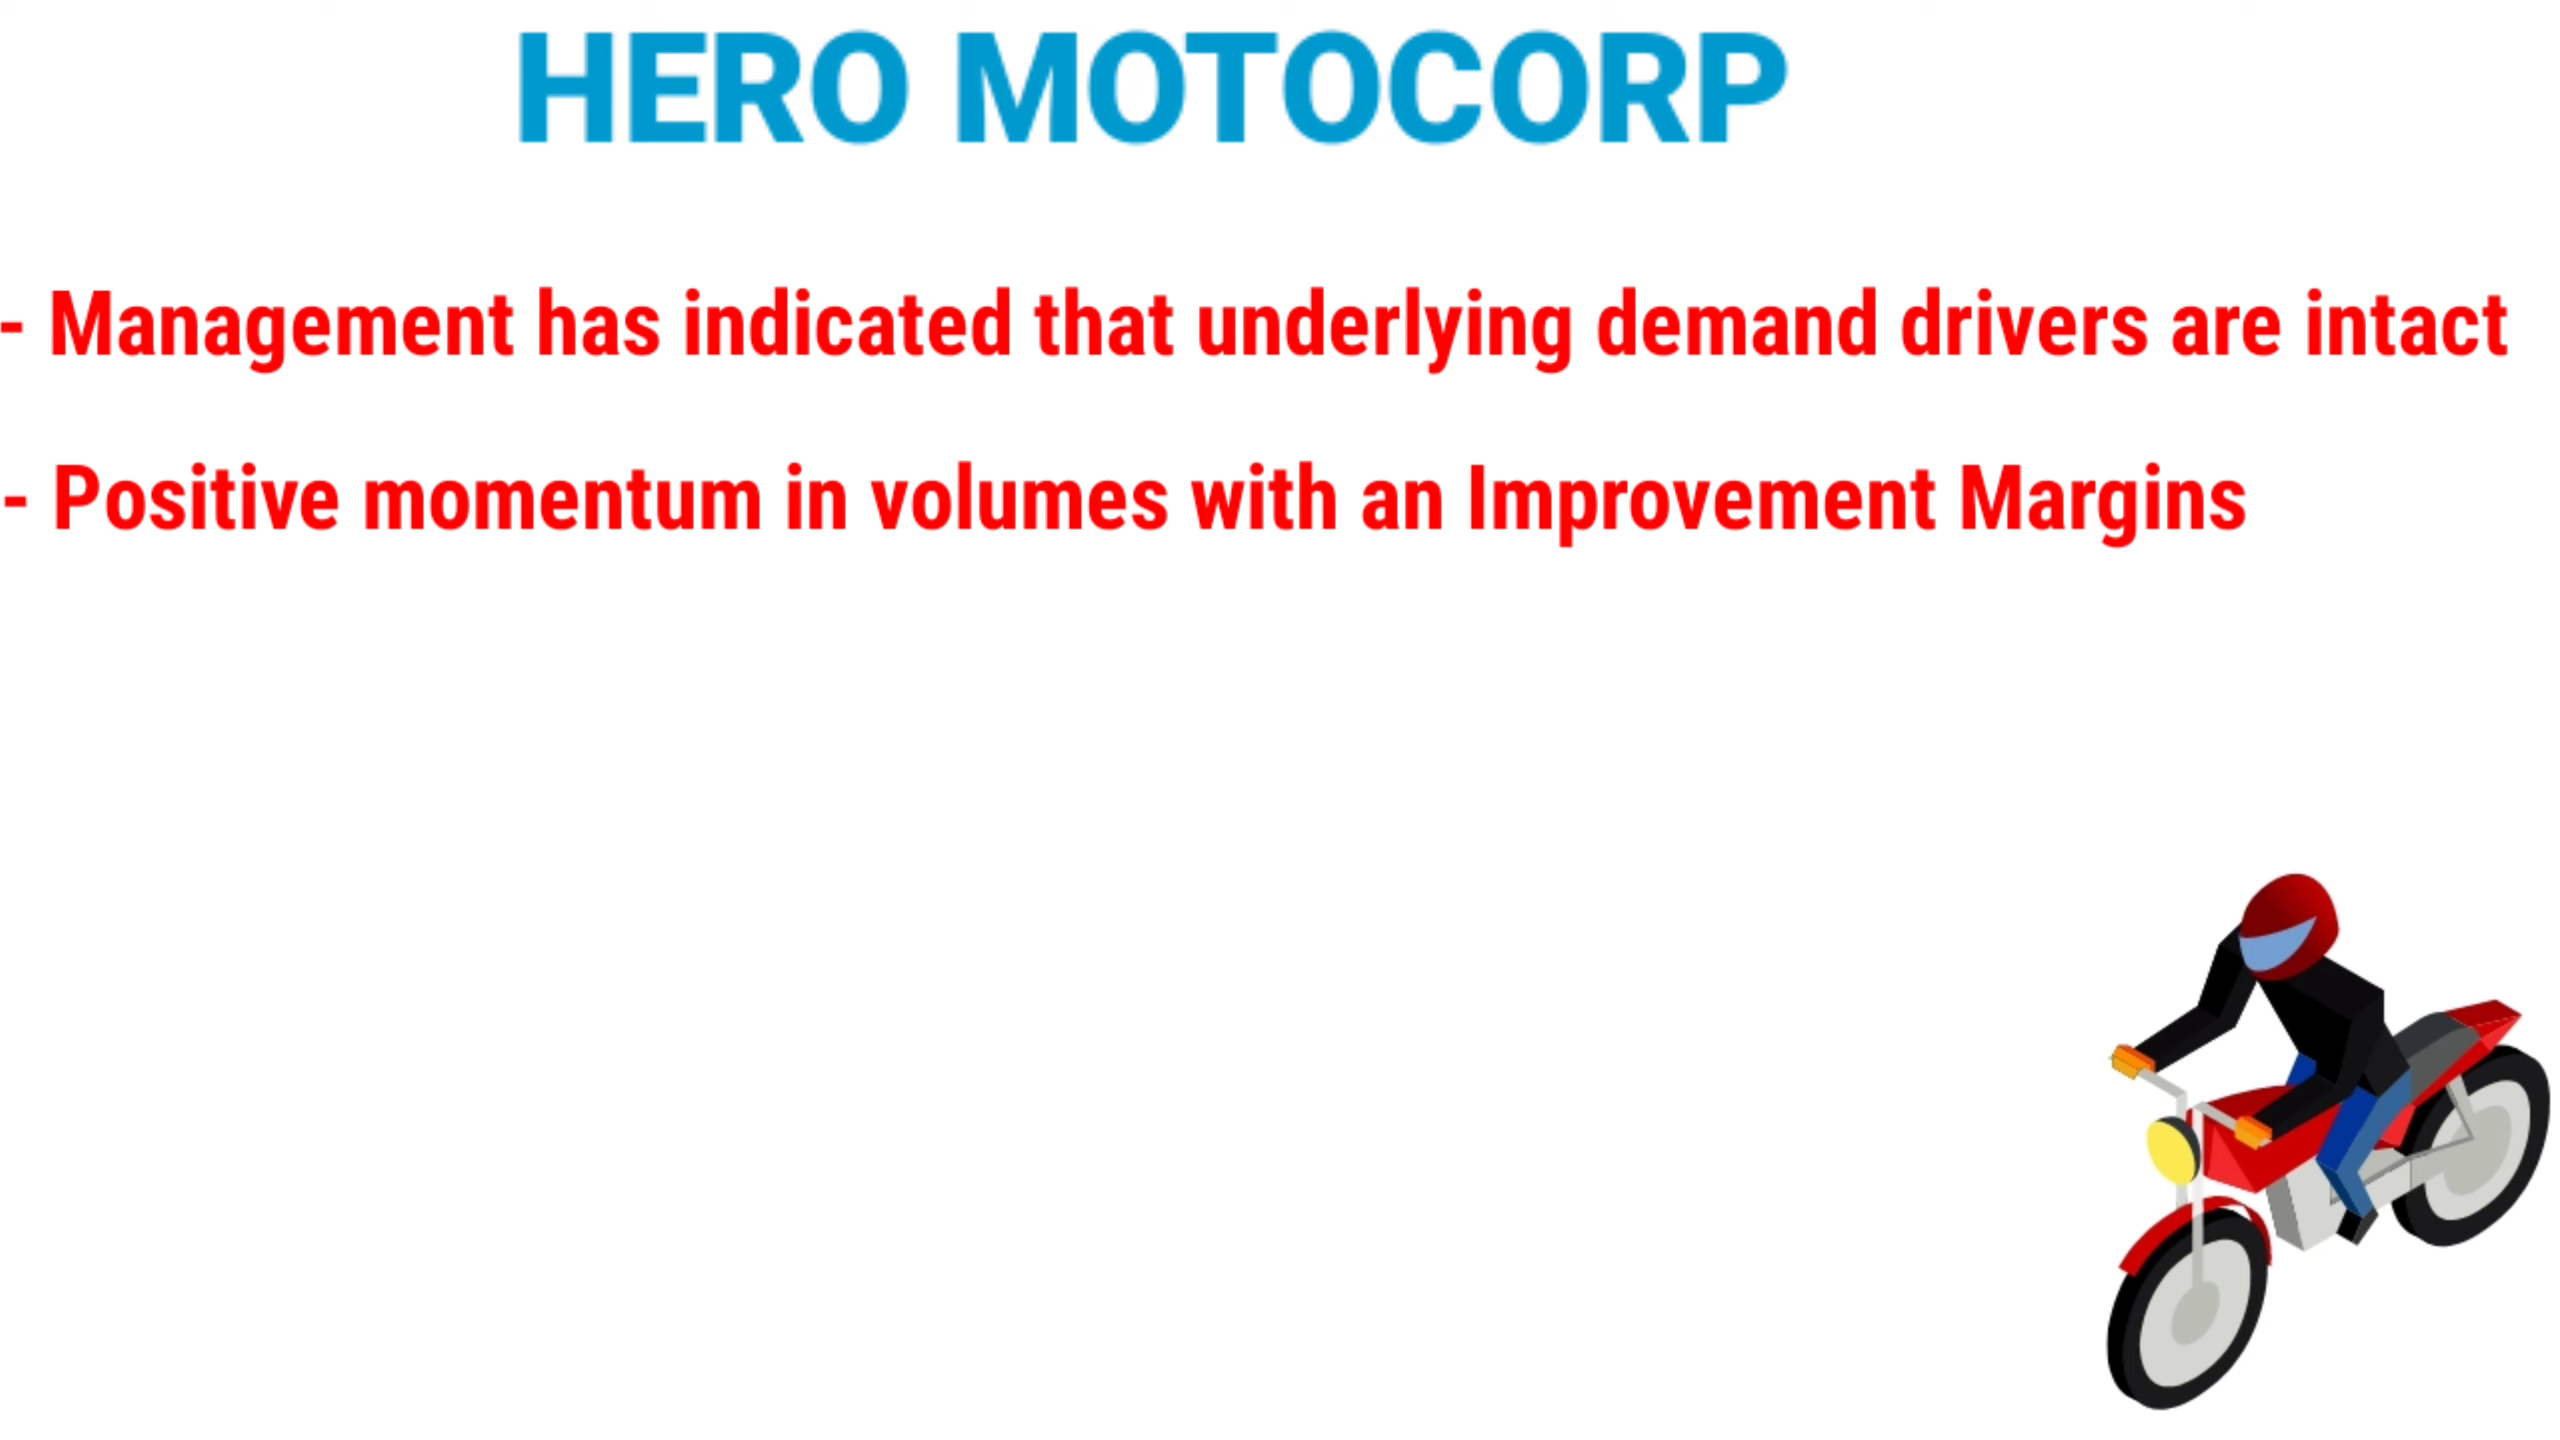 HERO MOTOCORP
- Management has indicated that underlying demand drivers are intact
- Positive momentum in volumes with an Improvement Margins